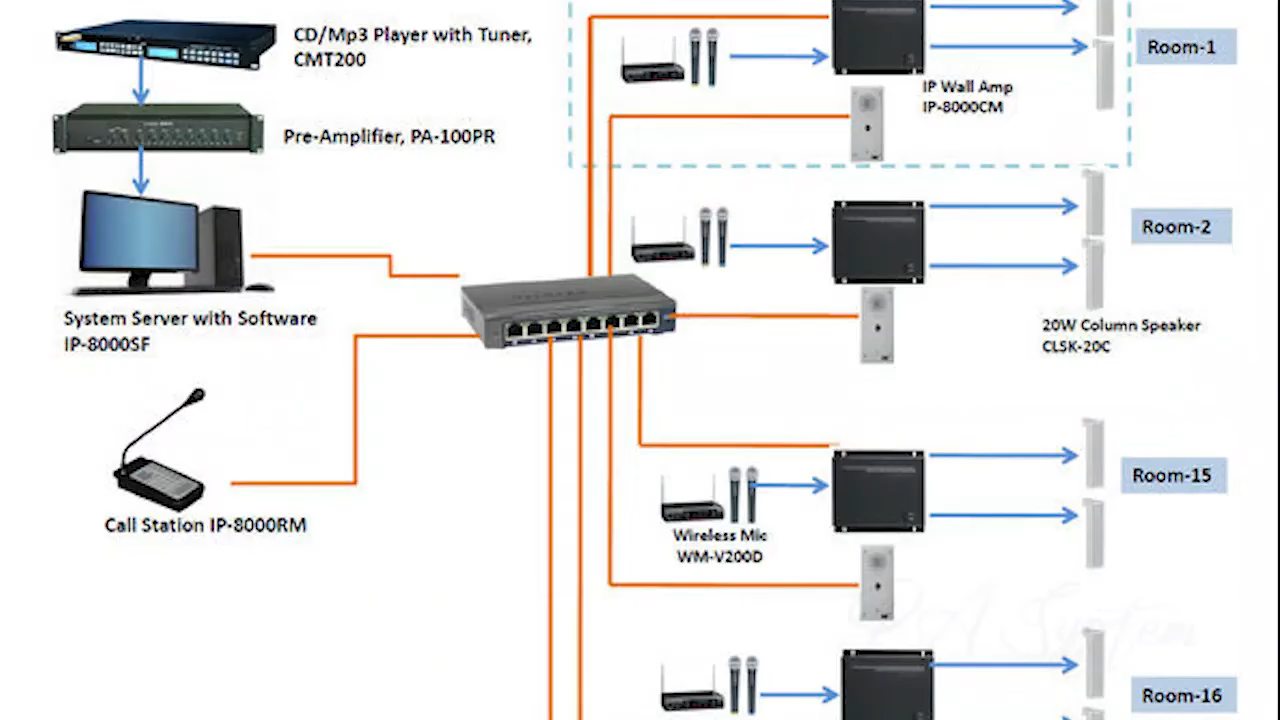 CD/Mp3 Player with Tuner,
CMT200
Pre-Amplifier, PA-100PR
System Server with Software
IP-8000SF
Call Station IP-8000RM
Room-1
IP Wall Amp
IP-8000CM
Room-2
20W Column Speaker
CLSK-20C
Room-15
Wireless Mic
WM-V200D
PA System
Room-16